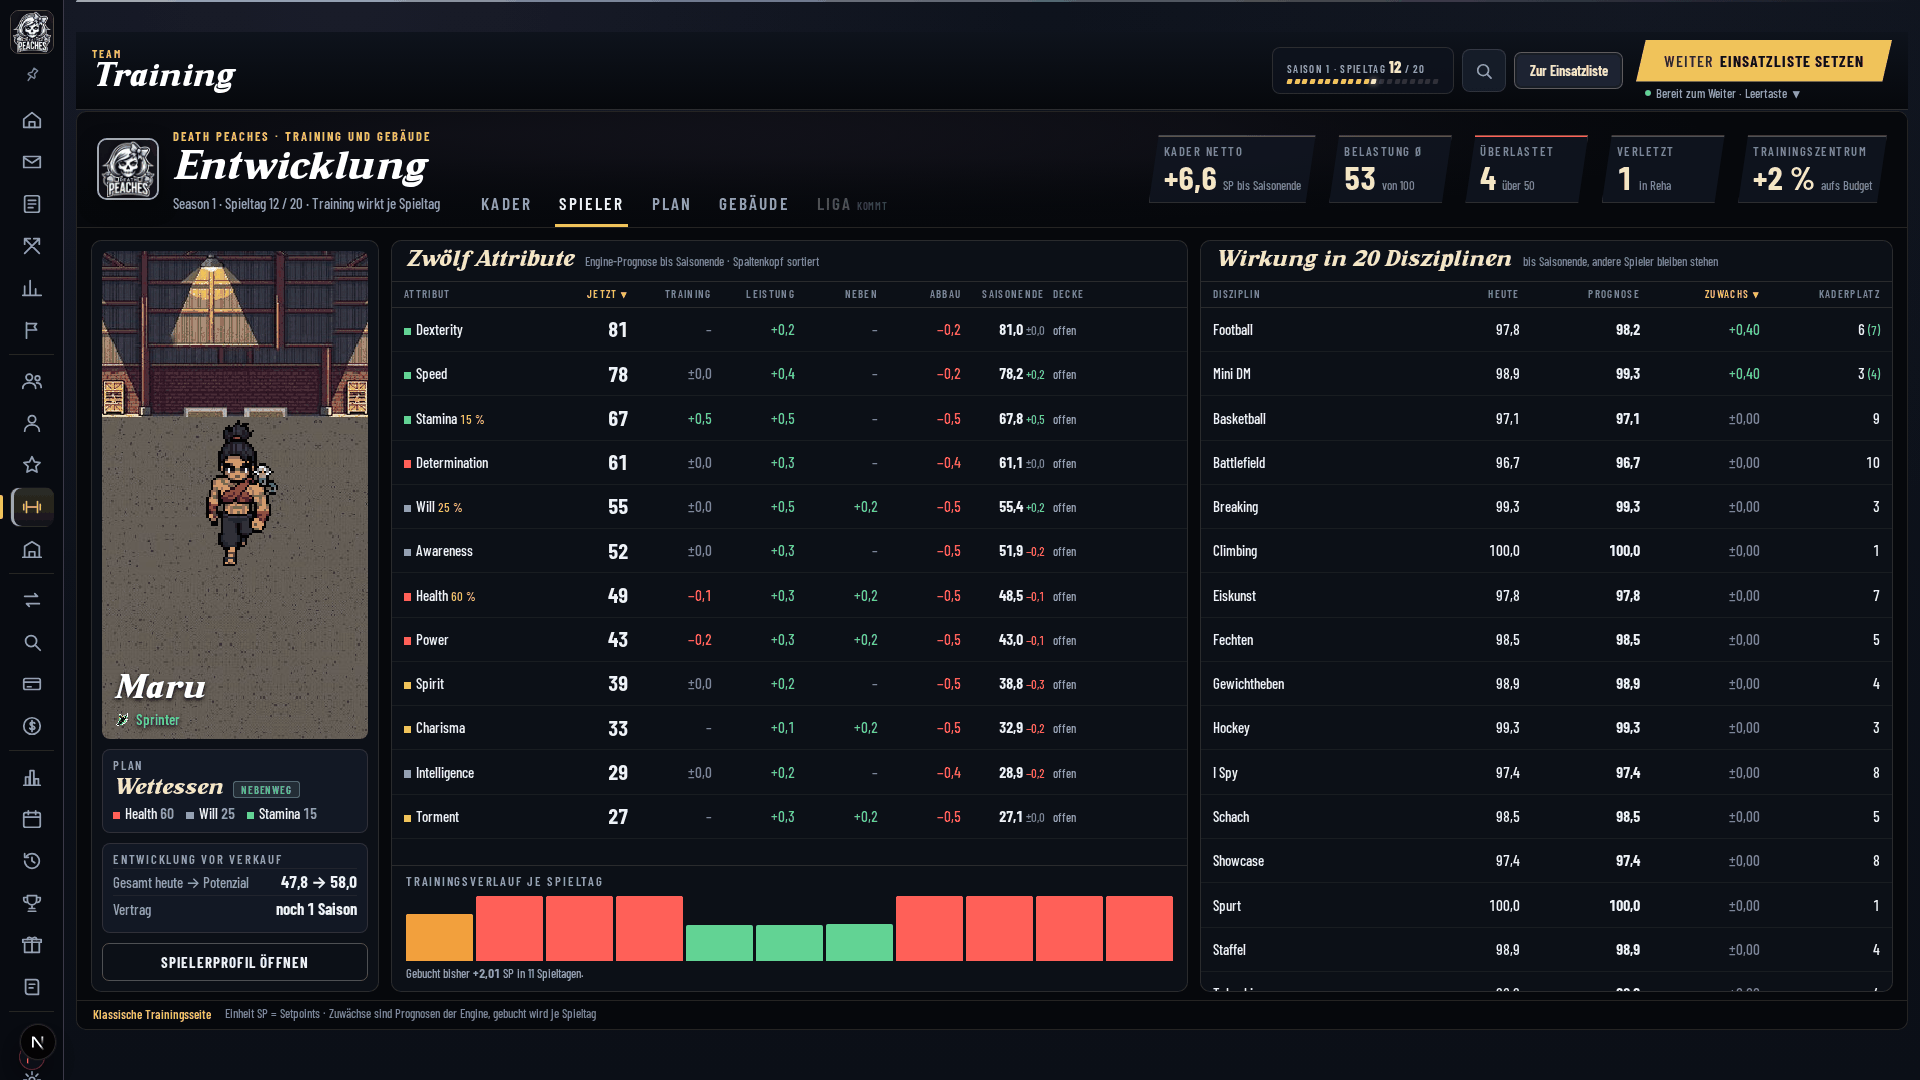 TEAM
Training
SAISON 1 · SPIELTAG 12 / 20
Zur Einsatzliste
WEITER EINSATZLISTE SETZEN
Bereit zum Weiter · Leertaste ▼
DEATH PEACHES · TRAINING UND GEBÄUDE
Entwicklung
Season 1 · Spieltag 12 / 20 · Training wirkt je Spieltag
KADER
SPIELER
PLAN
GEBÄUDE
LIGA KOMMT
KADER NETTO
+6,6 SP bis Saisonende
BELASTUNG Ø
53 von 100
ÜBERLASTET
4 über 50
VERLETZT
1 in Reha
TRAININGSZENTRUM
+2 % aufs Budget
Maru
Sprinter
PLAN
Wettessen NEBENWEG
Health 60 Will 25 Stamina 15
ENTWICKLUNG VOR VERKAUF
Gesamt heute → Potenzial 47,8 → 58,0
Vertrag noch 1 Saison
SPIELERPROFIL ÖFFNEN
Zwölf Attribute Engine-Prognose bis Saisonende · Spaltenkopf sortiert
ATTRIBUT JETZT ▼ TRAINING LEISTUNG NEBEN ABBAU SAISONENDE DECKE
Dexterity 81 – +0,2 – −0,2 81,0 ±0,0 offen
Speed 78 ±0,0 +0,4 – −0,2 78,2 +0,2 offen
Stamina 15 % 67 +0,5 +0,5 – −0,5 67,8 +0,5 offen
Determination 61 ±0,0 +0,3 – −0,4 61,1 ±0,0 offen
Will 25 % 55 ±0,0 +0,5 +0,2 −0,5 55,4 +0,2 offen
Awareness 52 ±0,0 +0,3 – −0,5 51,9 −0,2 offen
Health 60 % 49 −0,1 +0,3 +0,2 −0,5 48,5 −0,1 offen
Power 43 −0,2 +0,3 +0,2 −0,5 43,0 −0,1 offen
Spirit 39 ±0,0 +0,2 – −0,5 38,8 −0,3 offen
Charisma 33 – +0,1 +0,2 −0,5 32,9 −0,2 offen
Intelligence 29 ±0,0 +0,2 – −0,4 28,9 −0,2 offen
Torment 27 – +0,3 +0,2 −0,5 27,1 ±0,0 offen
TRAININGSVERLAUF JE SPIELTAG
Gebucht bisher +2,01 SP in 11 Spieltagen.
Wirkung in 20 Disziplinen bis Saisonende, andere Spieler bleiben stehen
DISZIPLIN HEUTE PROGNOSE ZUWACHS ▼ KADERPLATZ
Football 97,8 98,2 +0,40 6 (7)
Mini DM 98,9 99,3 +0,40 3 (4)
Basketball 97,1 97,1 ±0,00 9
Battlefield 96,7 96,7 ±0,00 10
Breaking 99,3 99,3 ±0,00 3
Climbing 100,0 100,0 ±0,00 1
Eiskunst 97,8 97,8 ±0,00 7
Fechten 98,5 98,5 ±0,00 5
Gewichtheben 98,9 98,9 ±0,00 4
Hockey 99,3 99,3 ±0,00 3
I Spy 97,4 97,4 ±0,00 8
Schach 98,5 98,5 ±0,00 5
Showcase 97,4 97,4 ±0,00 8
Spurt 100,0 100,0 ±0,00 1
Staffel 98,9 98,9 ±0,00 4
Klassische Trainingsseite Einheit SP = Setpoints · Zuwächse sind Prognosen der Engine, gebucht wird je Spieltag
N